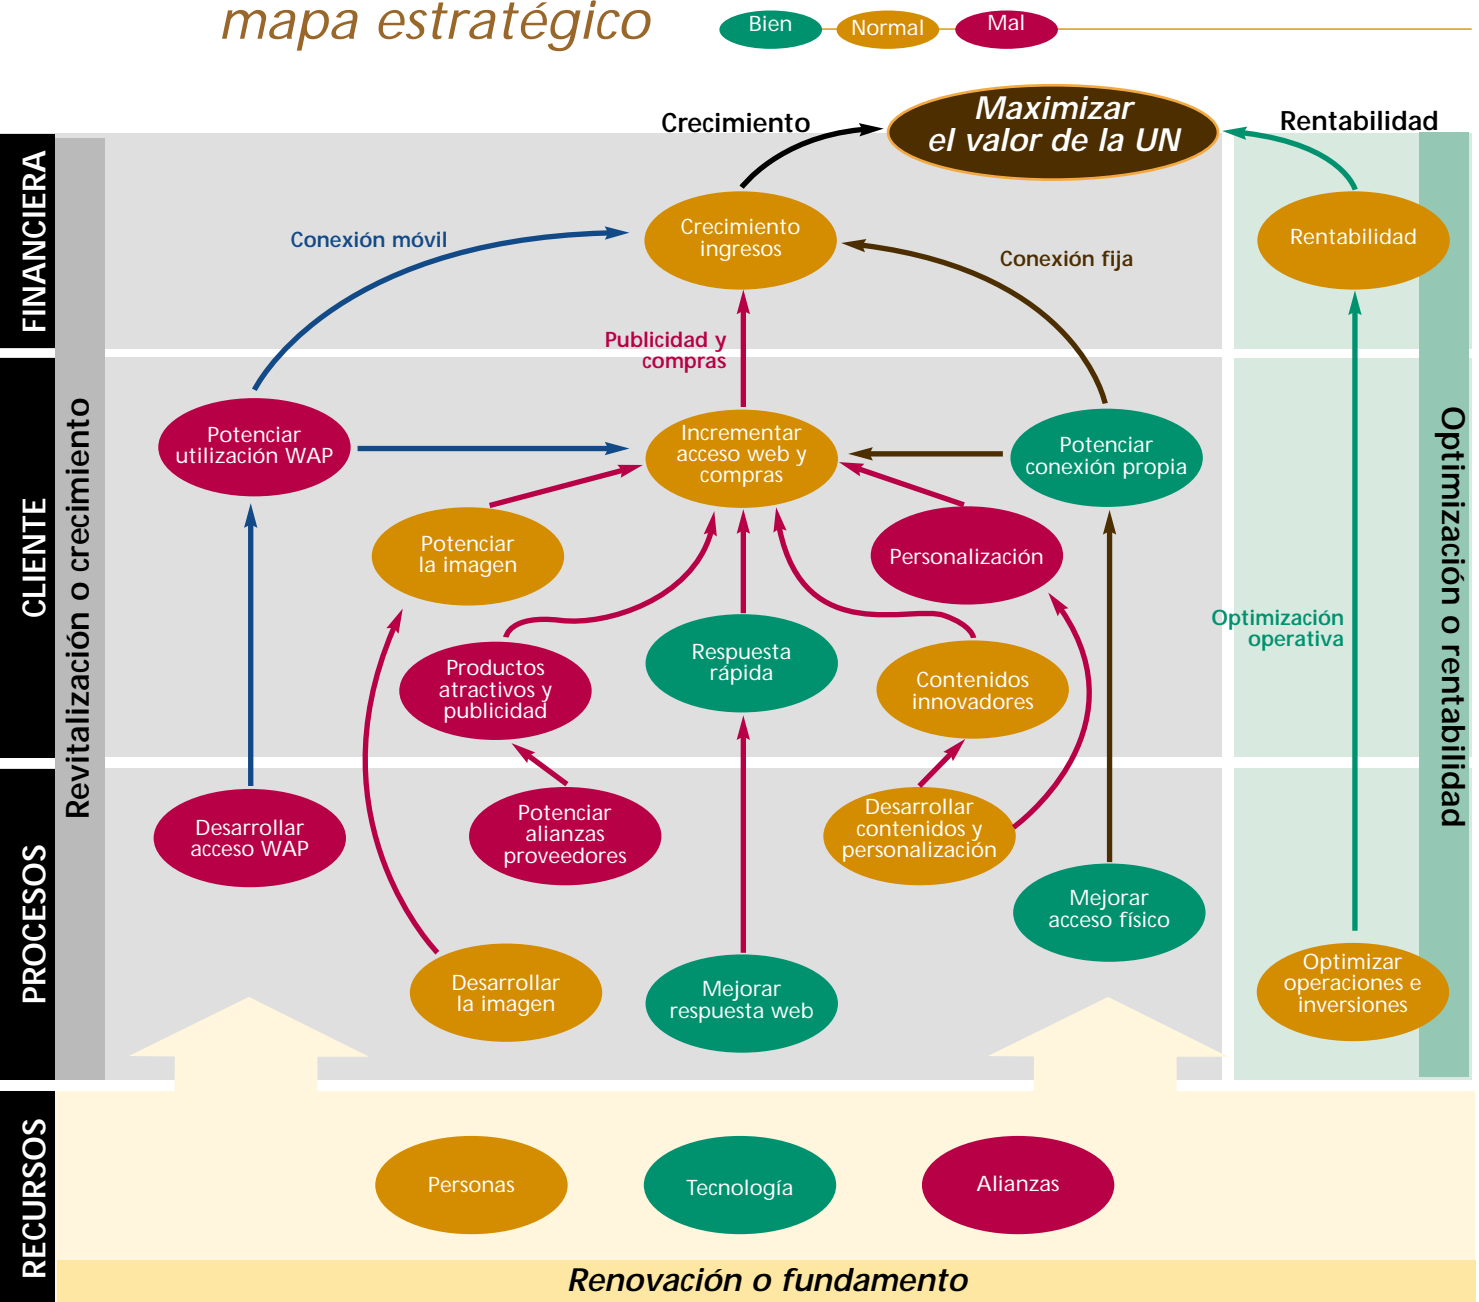 mapa estratégico
Bien
Normal
Mal
Crecimiento
Maximizar
el valor de la UN
Rentabilidad
FINANCIERA
Conexión móvil
Crecimiento
ingresos
Conexión fija
Rentabilidad
Publicidad y
compras
Revitalización o crecimiento
Optimización o rentabilidad
CLIENTE
Potenciar
utilización WAP
Incrementar
acceso web y
compras
Potenciar
conexión propia
Potenciar
la imagen
Personalización
Optimización
operativa
Productos
atractivos y
publicidad
Respuesta
rápida
Contenidos
innovadores
PROCESOS
Desarrollar
acceso WAP
Potenciar
alianzas
proveedores
Desarrollar
contenidos y
personalización
Mejorar
acceso físico
Desarrollar
la imagen
Mejorar
respuesta web
Optimizar
operaciones e
inversiones
RECURSOS
Personas
Tecnología
Alianzas
Renovación o fundamento